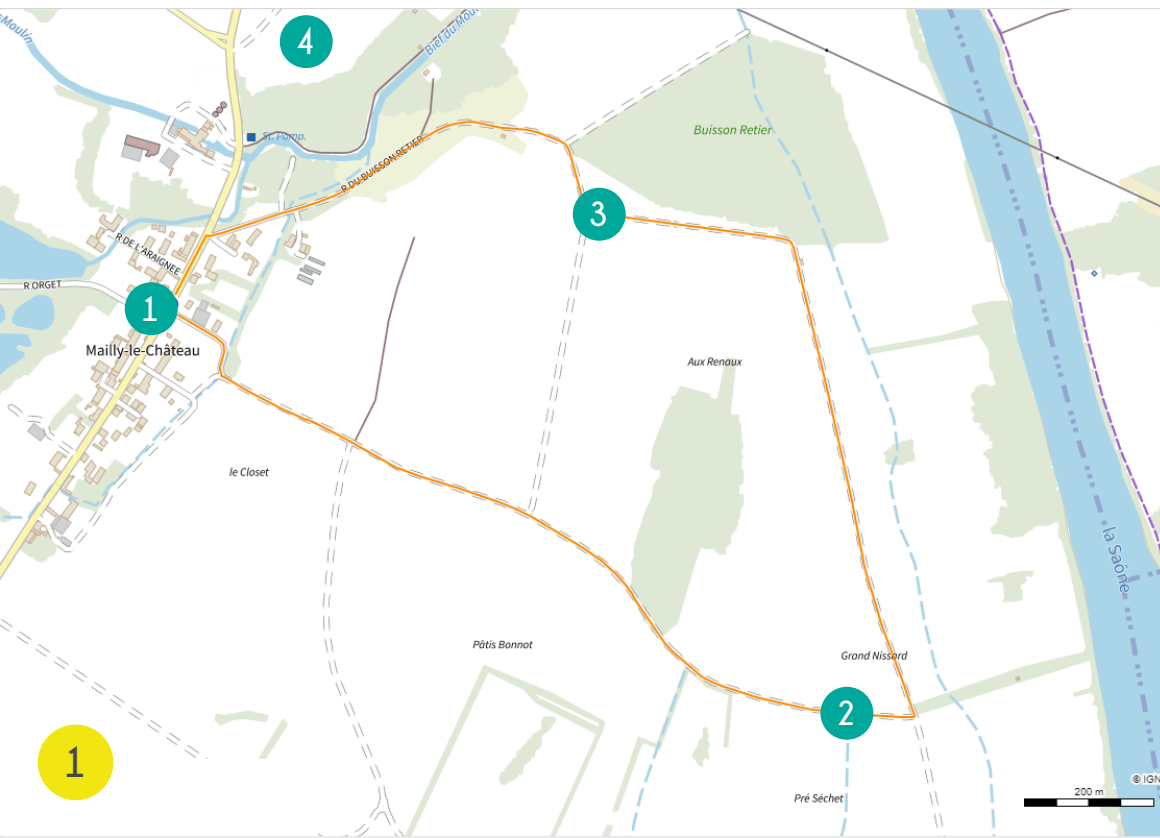 Moulin
4
Bief du Moul
St. Pomp.
Buisson Retier
R DU BUISSON RETIER
3
R DE L'ARAIGNEE
R ORGET
1
Mailly-le-Château
Aux Renaux
le Closet
la Saône
Pâtis Bonnot
Grand Nissard
2
1
Pré Séchet
200 m
© IGN